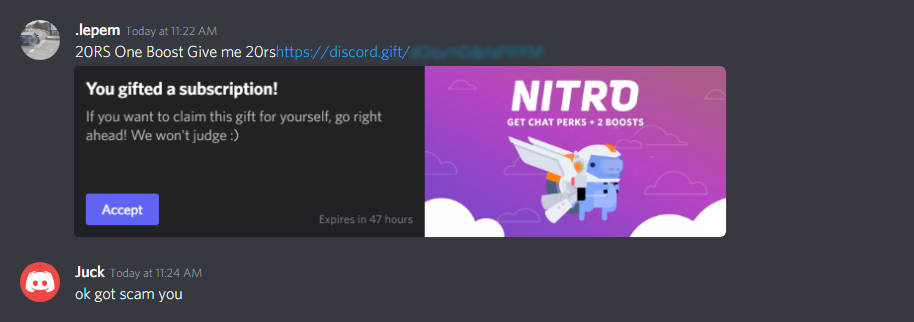 .lepem Today at 11:22 AM
20RS One Boost Give me 20rshttps://discord.gift/
You gifted a subscription!
If you want to claim this gift for yourself, go right
ahead! We won't judge :)
Accept
Expires in 47 hours
NITRO
GET CHAT PERKS + 2 BOOSTS
Juck Today at 11:24 AM
ok got scam you